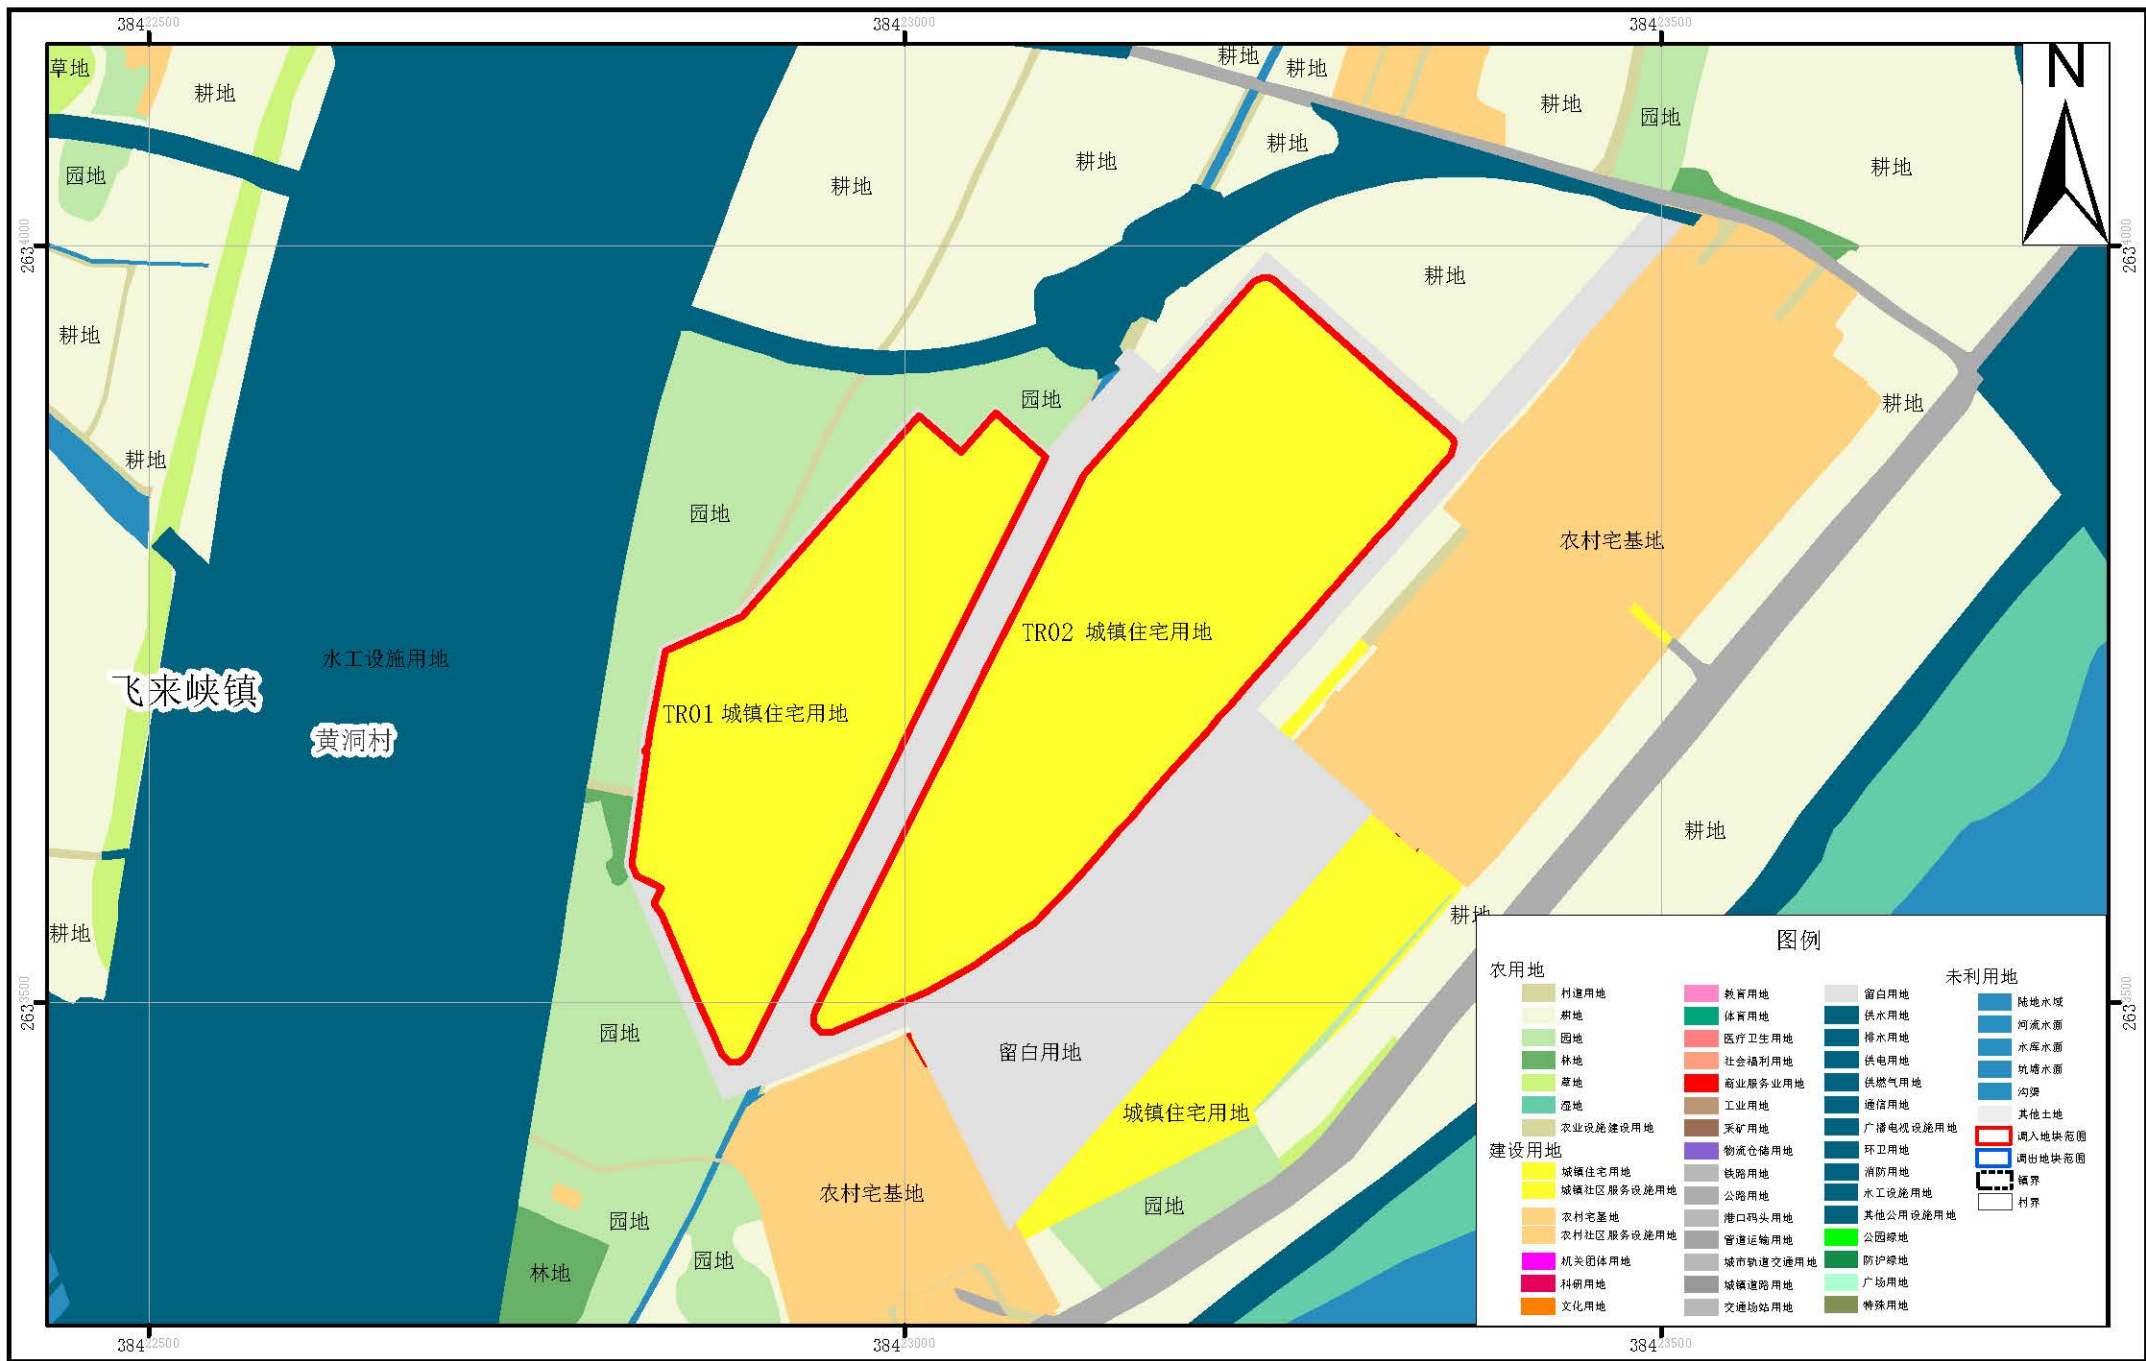 38422500
38423000
38423500
N
草地
耕地
耕地
耕地
耕地
园地
耕地
耕地
耕地
园地
耕地
耕地
2634000
2634000
耕地
耕地
园地
耕地
耕地
园地
农村宅基地
TR02 城镇住宅用地
水工设施用地
飞来峡镇
TR01 城镇住宅用地
黄洞村
耕地
耕地
耕地
图例
农用地
村道用地
耕地
园地
林地
草地
湿地
农业设施建设用地
建设用地
城镇住宅用地
城镇社区服务设施用地
农村宅基地
农村社区服务设施用地
机关团体用地
科研用地
文化用地
教育用地
体育用地
医疗卫生用地
社会福利用地
商业服务业用地
工业用地
采矿用地
物流仓储用地
铁路用地
公路用地
港口码头用地
管道运输用地
城市轨道交通用地
城镇道路用地
交通场站用地
留白用地
供水用地
排水用地
供电用地
供燃气用地
通信用地
广播电视设施用地
环卫用地
消防用地
水工设施用地
其他公用设施用地
公园绿地
防护绿地
广场用地
特殊用地
未利用地
陆地水域
河流水面
水库水面
坑塘水面
沟渠
其他土地
调入地块范围
调出地块范围
镇界
村界
2633500
2633500
园地
留白用地
城镇住宅用地
农村宅基地
园地
园地
园地
林地
38422500
38423000
38423500